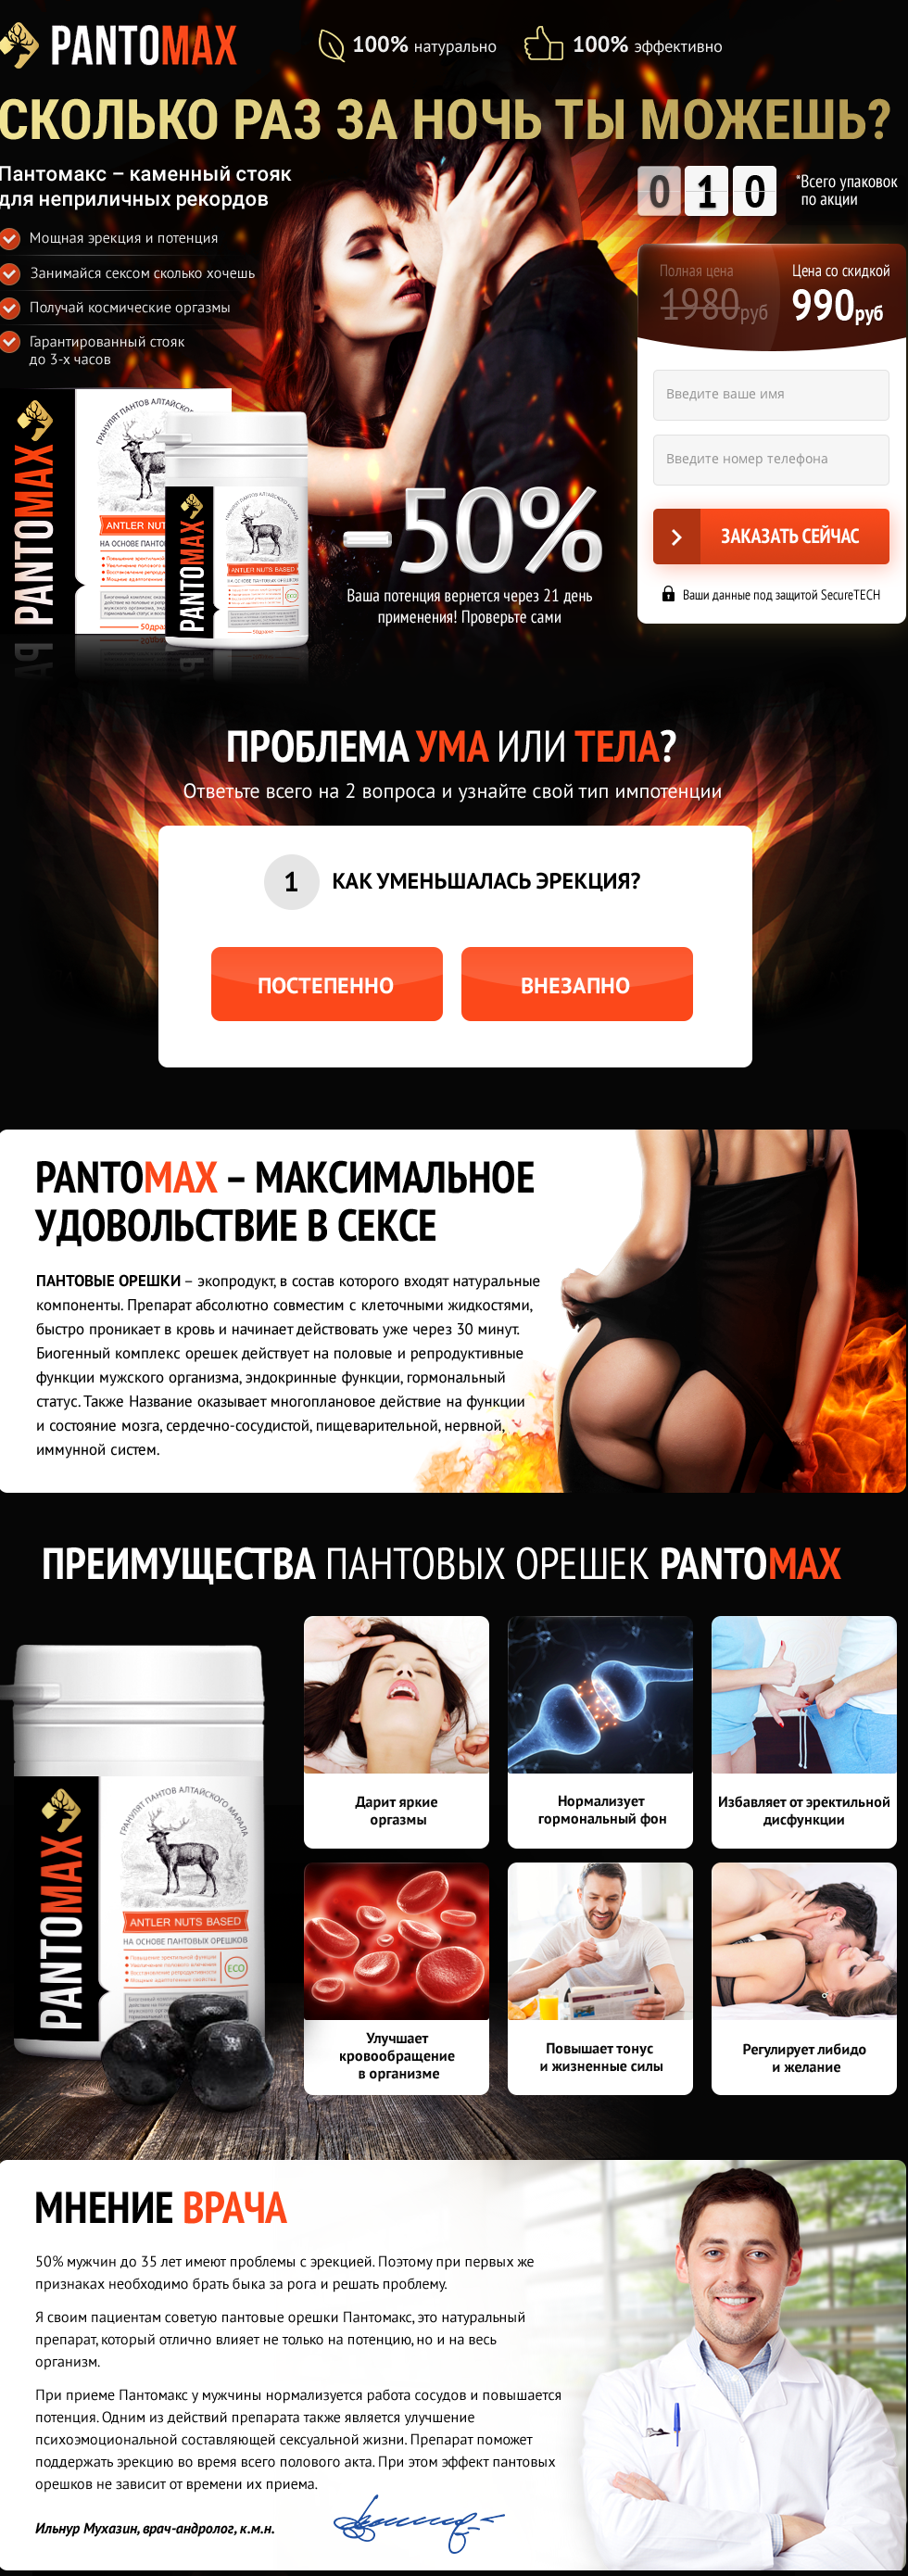 PANTOMAX
100% натурально
100% эффективно
СКОЛЬКО РАЗ ЗА НОЧЬ ТЫ МОЖЕШЬ?
Пантомакс – каменный стояк
для неприличных рекордов
Мощная эрекция и потенция
Занимайся сексом сколько хочешь
Получай космические оргазмы
Гарантированный стояк
до 3-х часов
010
*Всего упаковок
по акции
Полная цена
1980руб
Цена со скидкой
990руб
Введите ваше имя
Введите номер телефона
ЗАКАЗАТЬ СЕЙЧАС
Ваши данные под защитой SecureTECH
PANTOMAX
ANTLER NUT
PANTOMAX
ANTLER NUTS BASED
НА ОСНОВЕ ПАНТОВЫХ ОРЕШКОВ
-50%
Ваша потенция вернется через 21 день
применения! Проверьте сами
ПРОБЛЕМА УМА ИЛИ ТЕЛА?
Ответьте всего на 2 вопроса и узнайте свой тип импотенции
1 КАК УМЕНЬШАЛАСЬ ЭРЕКЦИЯ?
ПОСТЕПЕННО
ВНЕЗАПНО
PANTOMAX – МАКСИМАЛЬНОЕ
УДОВОЛЬСТВИЕ В СЕКСЕ
ПАНТОВЫЕ ОРЕШКИ – экопродукт, в состав которого входят натуральные
компоненты. Препарат абсолютно совместим с клеточными жидкостями,
быстро проникает в кровь и начинает действовать уже через 30 минут.
Биогенный комплекс орешек действует на половые и репродуктивные
функции мужского организма, эндокринные функции, гормональный
статус. Также Название оказывает многоплановое действие на функции
и состояние мозга, сердечно-сосудистой, пищеварительной, нервной,
иммунной систем.
ПРЕИМУЩЕСТВА ПАНТОВЫХ ОРЕШЕК PANTOMAX
Дарит яркие
оргазмы
Нормализует
гормональный фон
Избавляет от эректильной
дисфункции
Улучшает
кровообращение
в организме
Повышает тонус
и жизненные силы
Регулирует либидо
и желание
PANTOMAX
ГРАНУЛЯТ ПАНТОВ АЛТАЙСКОГО МАРАЛА
ANTLER NUTS BASED
НА ОСНОВЕ ПАНТОВЫХ ОРЕШКОВ
ECO
МНЕНИЕ ВРАЧА
50% мужчин до 35 лет имеют проблемы с эрекцией. Поэтому при первых же
признаках необходимо брать быка за рога и решать проблему.
Я своим пациентам советую пантовые орешки Пантомакс, это натуральный
препарат, который отлично влияет не только на потенцию, но и на весь
организм.
При приеме Пантомакс у мужчины нормализуется работа сосудов и повышается
потенция. Одним из действий препарата также является улучшение
психоэмоциональной составляющей сексуальной жизни. Препарат поможет
поддержать эрекцию во время всего полового акта. При этом эффект пантовых
орешков не зависит от времени их приема.
Ильнур Мухазин, врач-андролог, к.м.н.